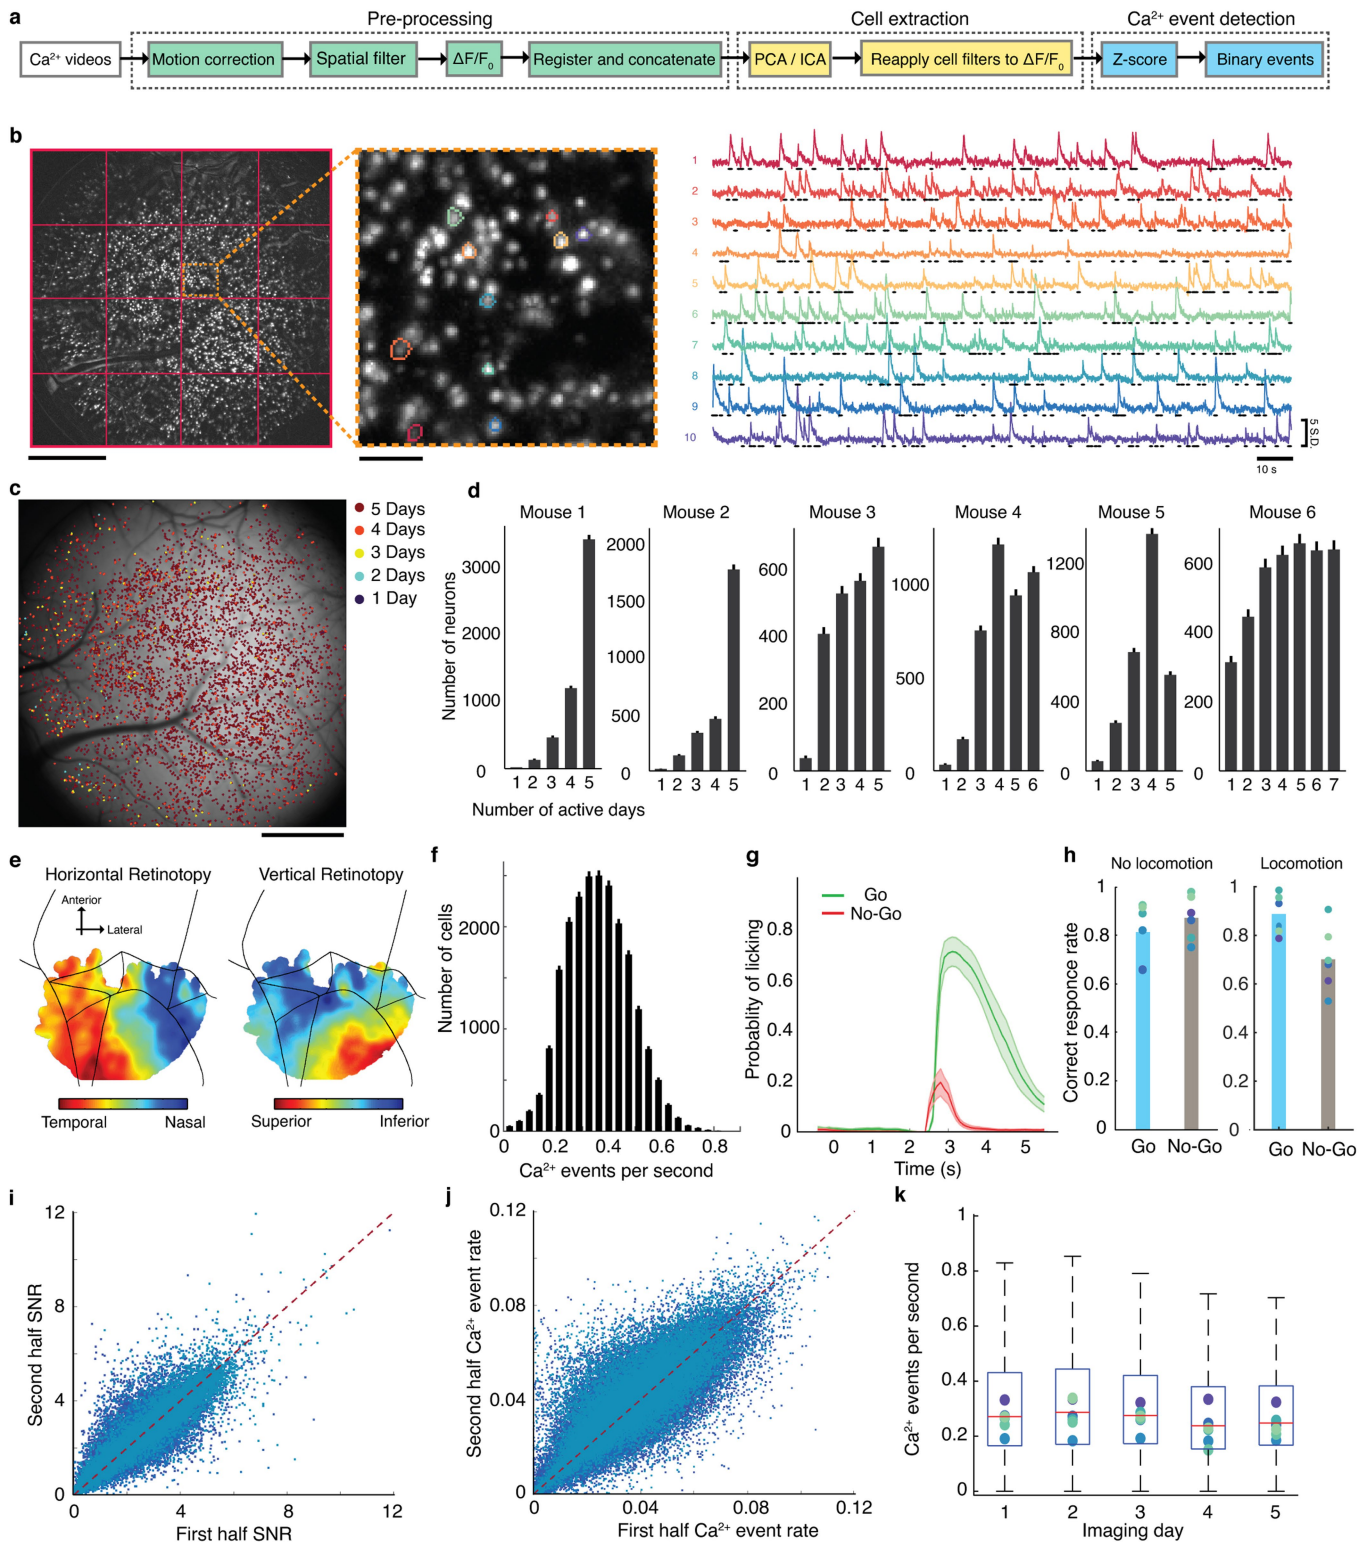 a
Pre-processing
Cell extraction
Ca²⁺ event detection
Ca²⁺ videos
Motion correction
Spatial filter
ΔF/F₀
Register and concatenate
PCA / ICA
Reapply cell filters to ΔF/F₀
Z-score
Binary events
b
1
2
3
4
5
6
7
8
9
10
5 S.D.
10 s
c
5 Days
4 Days
3 Days
2 Days
1 Day
d
Mouse 1
Mouse 2
Mouse 3
Mouse 4
Mouse 5
Mouse 6
Number of neurons
3000
2000
1000
0
1 2 3 4 5
2000
1500
1000
500
0
1 2 3 4 5
600
400
200
0
1 2 3 4 5
1000
500
0
1 2 3 4 5 6
1200
800
400
0
1 2 3 4 5
600
400
200
0
1 2 3 4 5 6 7
Number of active days
e
Horizontal Retinotopy
Vertical Retinotopy
Anterior
Lateral
Temporal
Nasal
Superior
Inferior
f
Number of cells
2000
1000
0
0.2 0.4 0.6 0.8
Ca²⁺ events per second
g
Go
No-Go
Probablity of licking
0.8
0.6
0.4
0.2
0
0 1 2 3 4 5
Time (s)
h
No locomotion
Locomotion
Correct responce rate
1
0.8
0.6
0.4
0.2
0
Go No-Go
1
0.8
0.6
0.4
0.2
0
Go No-Go
i
Second half SNR
12
8
4
0
0 4 8 12
First half SNR
j
Second half Ca²⁺ event rate
0.12
0.08
0.04
0
0 0.04 0.08 0.12
First half Ca²⁺ event rate
k
Ca²⁺ events per second
1
0.8
0.6
0.4
0.2
0
1 2 3 4 5
Imaging day